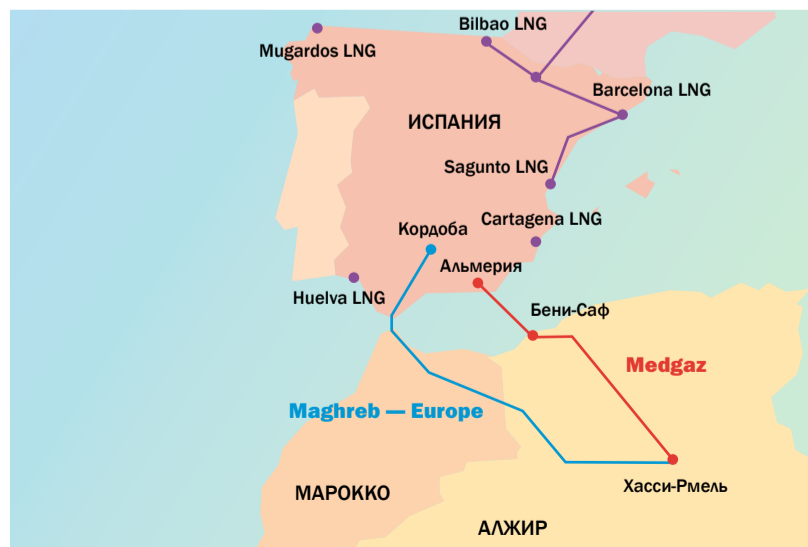 Bilbao LNG
Mugardos LNG
Barcelona LNG
ИСПАНИЯ
Sagunto LNG
Cartagena LNG
Кордоба
Альмерия
Huelva LNG
Бени-Саф
Medgaz
Maghreb — Europe
Хасси-Рмель
МАРОККО
АЛЖИР